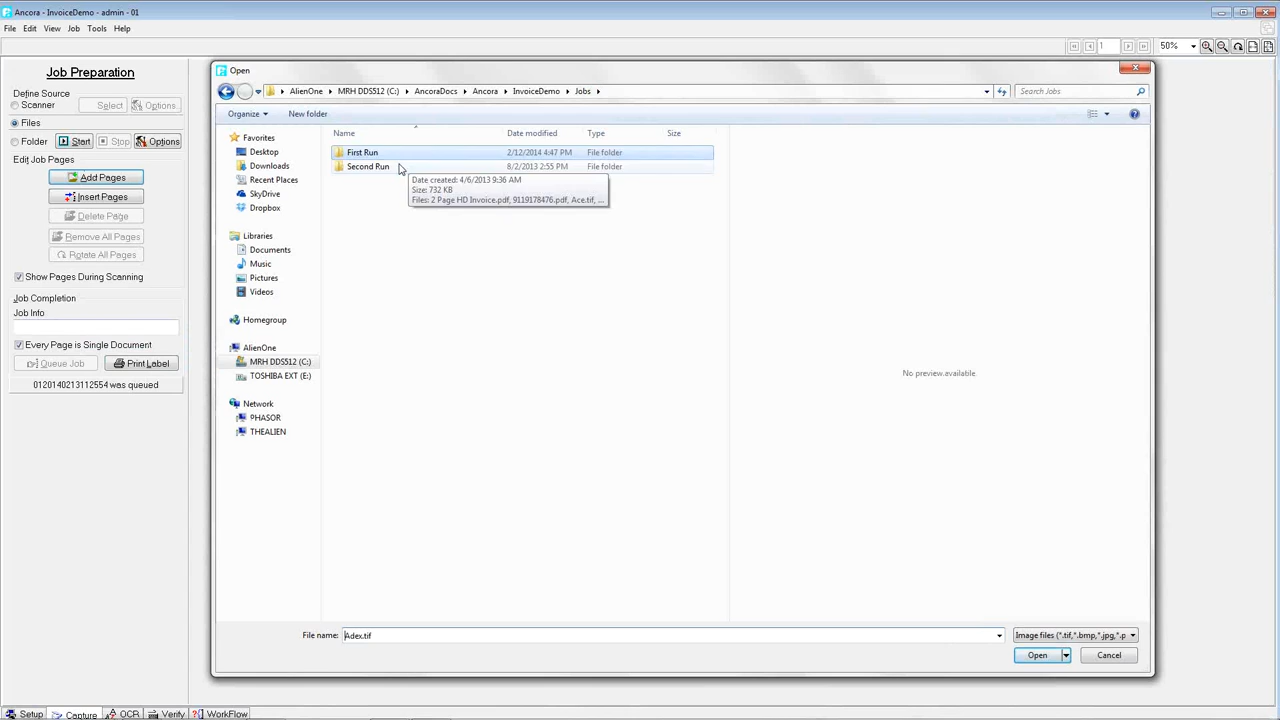 Ancora - InvoiceDemo - admin - 01
File Edit View Job Tools Help
1 50%
Job Preparation
Define Source
Scanner Select Options
Files
Folder Start Stop Options
Edit Job Pages
Add Pages
Insert Pages
Delete Page
Remove All Pages
Rotate All Pages
Show Pages During Scanning
Job Completion
Job Info
Every Page is Single Document
Queue Job Print Label
0120140213112554 was queued
Open
AlienOne MRH DDS512 (C:) AncoraDocs Ancora InvoiceDemo Jobs Search Jobs
Organize New folder
Name Date modified Type Size
First Run 2/12/2014 4:47 PM File folder
Second Run 8/2/2013 2:55 PM File folder
Date created: 4/6/2013 9:36 AM
Size: 732 KB
Files: 2 Page HD Invoice.pdf, 9119178476.pdf, Ace.tif, ...
Favorites
Desktop
Downloads
Recent Places
SkyDrive
Dropbox
Libraries
Documents
Music
Pictures
Videos
Homegroup
AlienOne
MRH DDS512 (C:)
TOSHIBA EXT (E:)
Network
PHASOR
THEALIEN
No preview available.
File name: Adex.tif Image files (*.tif,*.bmp,*.jpg,*.p
Open Cancel
Setup Capture OCR Verify WorkFlow